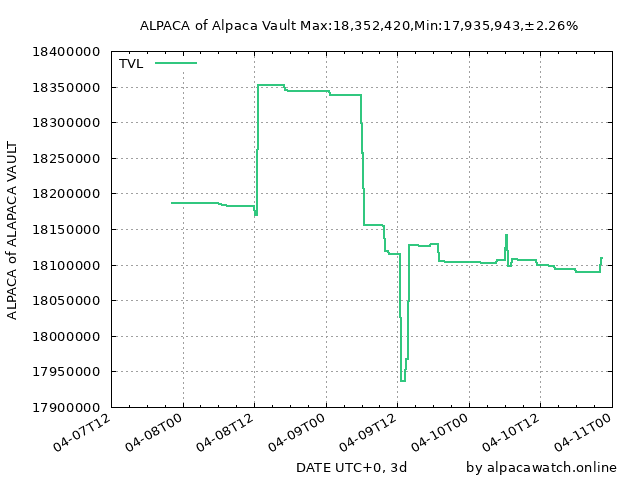 ALPACA of Alpaca Vault Max:18,352,420,Min:17,935,943,±2.26%
TVL
18400000
18350000
18300000
18250000
18200000
18150000
18100000
18050000
18000000
17950000
17900000
ALPACA of ALAPACA VAULT
04-07T12
04-08T00
04-08T12
04-09T00
04-09T12
04-10T00
04-10T12
04-11T00
DATE UTC+0, 3d
by alpacawatch.online